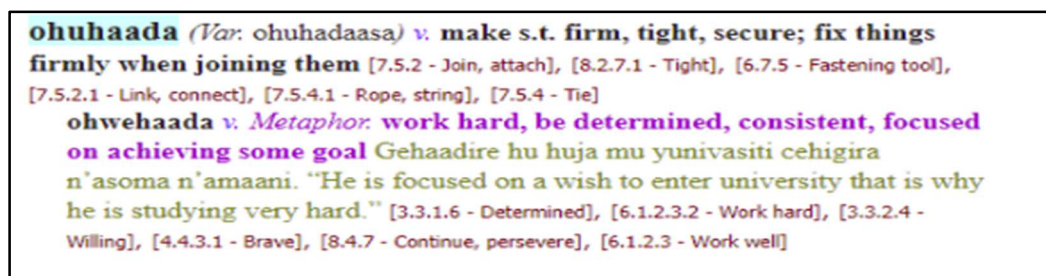 ohuhaada (Var. ohuhadaasa) v. make s.t. firm, tight, secure; fix things
firmly when joining them [7.5.2 - Join, attach], [8.2.7.1 - Tight], [6.7.5 - Fastening tool],
[7.5.2.1 - Link, connect], [7.5.4.1 - Rope, string], [7.5.4 - Tie]
ohwehaada v. Metaphor. work hard, be determined, consistent, focused
on achieving some goal Gehaadire hu huja mu yunivasiti cehigira
n'asoma n'amaani. "He is focused on a wish to enter university that is why
he is studying very hard." [3.3.1.6 - Determined], [6.1.2.3.2 - Work hard], [3.3.2.4 -
Willing], [4.4.3.1 - Brave], [8.4.7 - Continue, persevere], [6.1.2.3 - Work well]